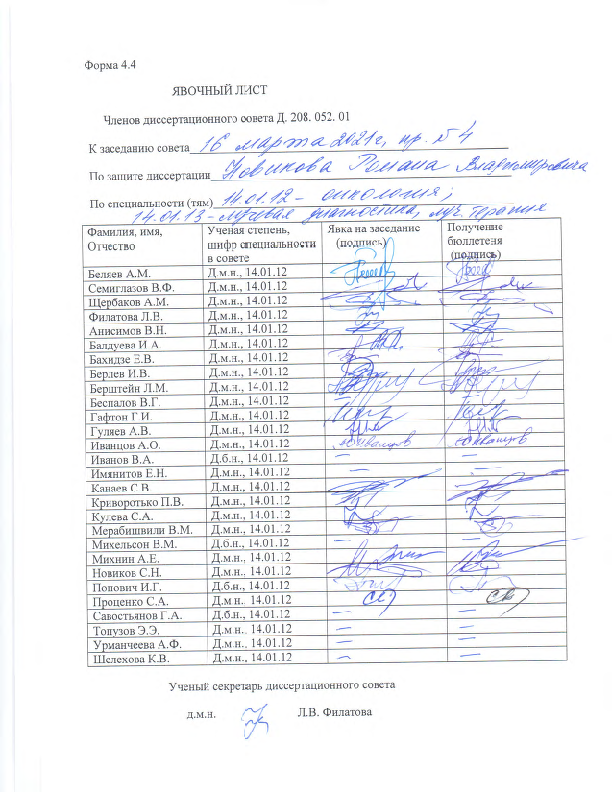 Форма 4.4
ЯВОЧНЫЙ ЛИСТ
Членов диссертационного совета Д. 208. 052. 01
К заседанию совета 16 марта 2021г, пр. №4
По защите диссертации Новикова Романа Владимировича
По специальности (тям) 14.01.12 - онкология;
14.01.13 - лучевая диагностика, луч. терапия
Фамилия, имя, Отчество Ученая степень, шифр специальности в совете Явка на заседание (подпись) Получение бюллетеня (подпись)
Беляев А.М. Д.м.н., 14.01.12
Семиглазов В.Ф. Д.м.н., 14.01.12
Щербаков А.М. Д.м.н., 14.01.12
Филатова Л.В. Д.м.н., 14.01.12
Анисимов В.Н. Д.м.н., 14.01.12
Балдуева И.А. Д.м.н., 14.01.12
Бахидзе Е.В. Д.м.н., 14.01.12
Берлев И.В. Д.м.н., 14.01.12
Берштейн Л.М. Д.м.н., 14.01.12
Беспалов В.Г. Д.м.н., 14.01.12 — —
Гафтон Г.И. Д.м.н., 14.01.12
Гуляев А.В. Д.м.н., 14.01.12
Иванцов А.О. Д.м.н., 14.01.12
Иванов В.А. Д.б.н., 14.01.12 — —
Имянитов Е.Н. Д.м.н., 14.01.12 — —
Канаев С.В. Д.м.н., 14.01.12
Криворотько П.В. Д.м.н., 14.01.12
Кулева С.А. Д.м.н., 14.01.12
Мерабишвили В.М. Д.м.н., 14.01.12
Михельсон Е.М. Д.б.н., 14.01.12 — —
Михнин А.Е. Д.м.н., 14.01.12
Новиков С.Н. Д.м.н., 14.01.12
Попович И.Г. Д.б.н., 14.01.12
Проценко С.А. Д.м.н., 14.01.12
Савостьянов Г.А. Д.б.н., 14.01.12 — —
Топузов Э.Э. Д.м.н., 14.01.12 — —
Урманчеева А.Ф. Д.м.н., 14.01.12 — —
Шелехова К.В. Д.м.н., 14.01.12 — —
Ученый секретарь диссертационного совета
д.м.н. Л.В. Филатова